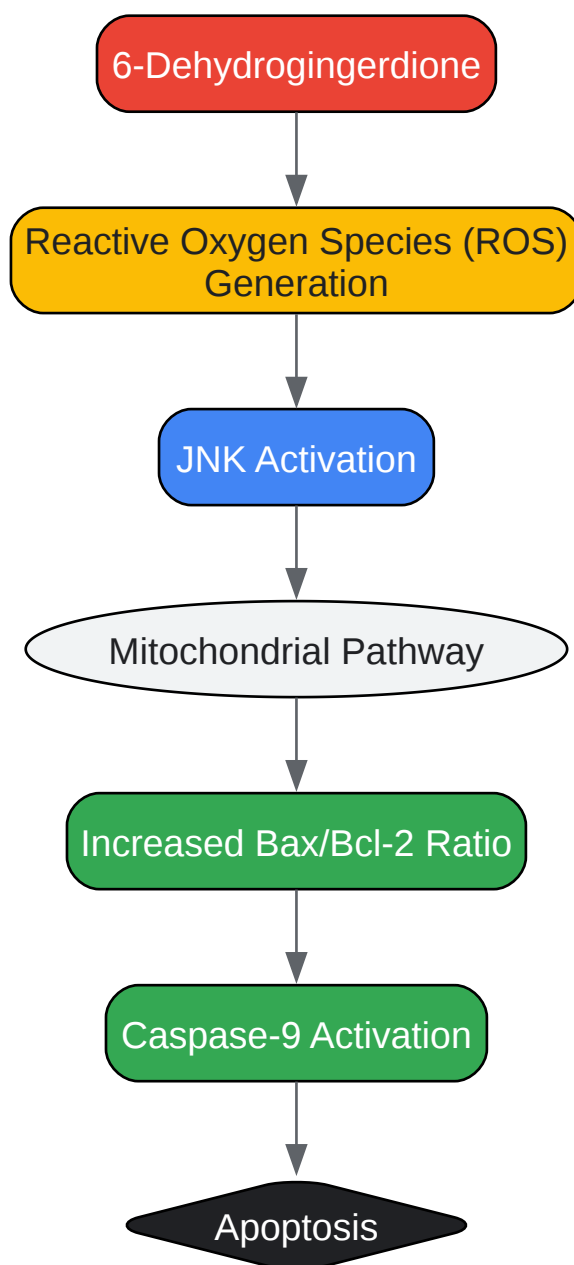 6-Dehydrogingerdione
Reactive Oxygen Species (ROS)
Generation
JNK Activation
Mitochondrial Pathway
Increased Bax/Bcl-2 Ratio
Caspase-9 Activation
Apoptosis